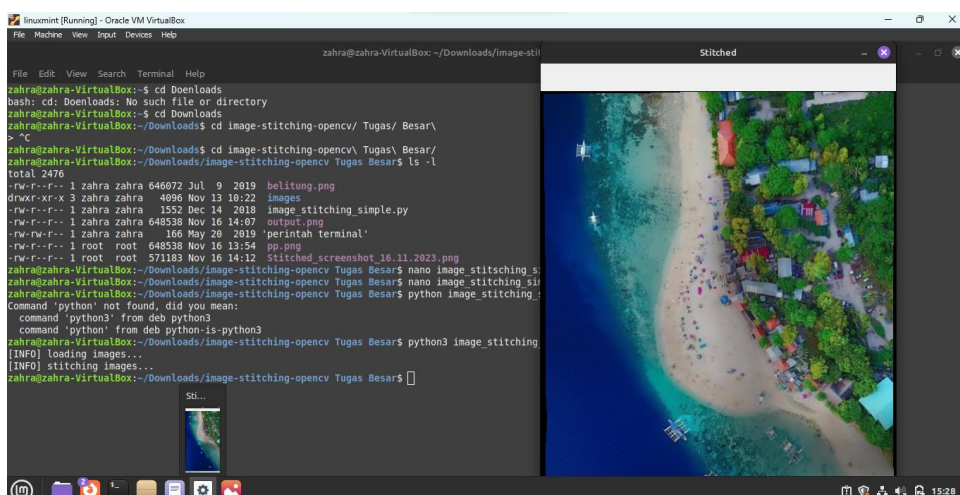 linuxmint [Running] - Oracle VM VirtualBox
File Machine View Input Devices Help
zahra@zahra-VirtualBox: ~/Downloads/image-sti
Stitched
File Edit View Search Terminal Help
zahra@zahra-VirtualBox:~$ cd Doenloads
bash: cd: Doenloads: No such file or directory
zahra@zahra-VirtualBox:~$ cd Downloads
zahra@zahra-VirtualBox:~/Downloads$ cd image-stitching-opencv/ Tugas/ Besar\
> ^C
zahra@zahra-VirtualBox:~/Downloads$ cd image-stitching-opencv\ Tugas\ Besar/
zahra@zahra-VirtualBox:~/Downloads/image-stitching-opencv Tugas Besar$ ls -l
total 2476
-rw-r--r-- 1 zahra zahra 646072 Jul  9  2019 belitung.png
drwxr-xr-x 3 zahra zahra   4096 Nov 13 10:22 images
-rw-r--r-- 1 zahra zahra   1552 Dec 14  2018 image_stitching_simple.py
-rw-r--r-- 1 zahra zahra 648538 Nov 16 14:07 output.png
-rw-r--r-- 1 zahra zahra    166 May 20  2019 'perintah terminal'
-rw-r--r-- 1 root  root  648538 Nov 16 13:54 pp.png
-rw-r--r-- 1 root  root  571183 Nov 16 14:12 Stitched_screenshot_16.11.2023.png
zahra@zahra-VirtualBox:~/Downloads/image-stitching-opencv Tugas Besar$ nano image_stitsching_s
zahra@zahra-VirtualBox:~/Downloads/image-stitching-opencv Tugas Besar$ nano image_stitching_si
zahra@zahra-VirtualBox:~/Downloads/image-stitching-opencv Tugas Besar$ python image_stitching_s
Command 'python' not found, did you mean:
  command 'python3' from deb python3
  command 'python' from deb python-is-python3
zahra@zahra-VirtualBox:~/Downloads/image-stitching-opencv Tugas Besar$ python3 image_stitching_
[INFO] loading images...
[INFO] stitching images...
zahra@zahra-VirtualBox:~/Downloads/image-stitching-opencv Tugas Besar$
Sti...
2
15:28